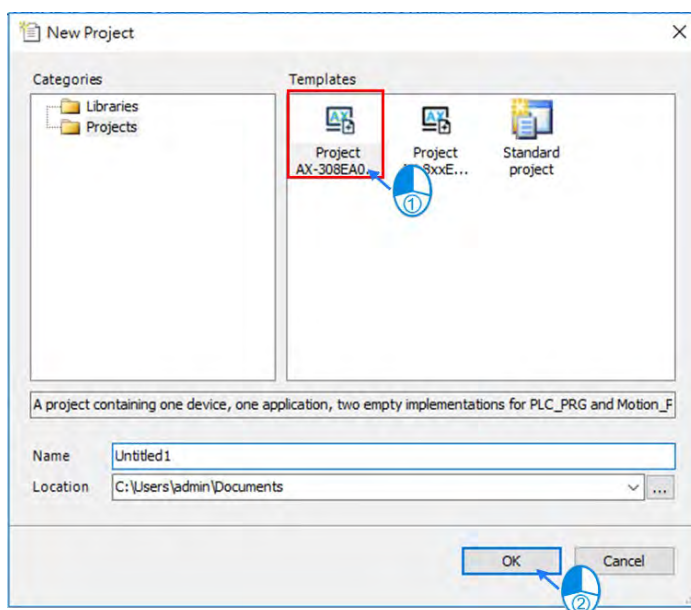 New Project
Categories
Templates
Libraries
Projects
Project
AX-308EA0...
Project
8xxE...
Standard
project
①
A project containing one device, one application, two empty implementations for PLC_PRG and Motion_F
Name
Untitled1
Location
C:\Users\admin\Documents
...
OK
Cancel
②